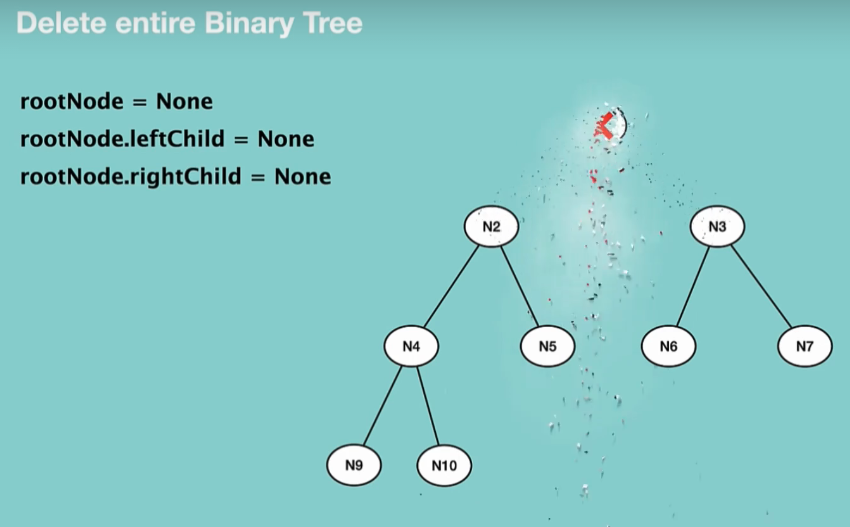 Delete entire Binary Tree
rootNode = None
rootNode.leftChild = None
rootNode.rightChild = None
N2
N3
N4
N5
N6
N7
N9
N10